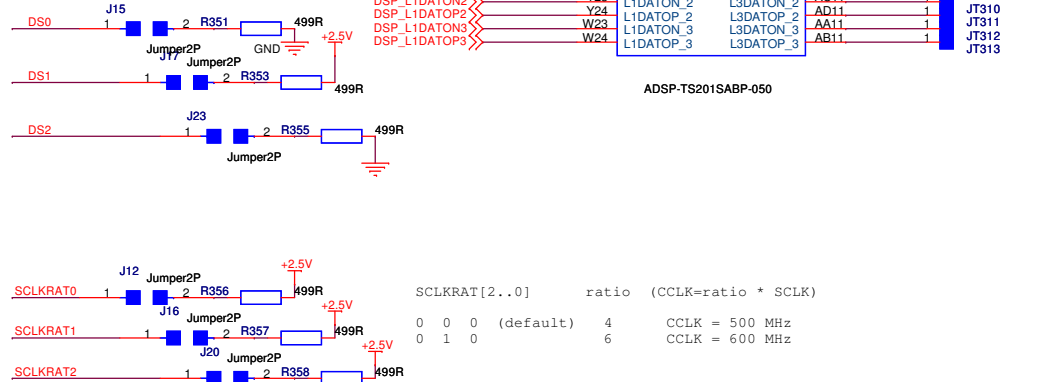 J15
DS0 1 2 R351 499R
Jumper2P GND
J17
Jumper2P +2.5V
DS1 1 2 R353
499R
J23
DS2 1 2 R355 499R
Jumper2P
DSP_L1DATOP2 Y24 L1DATOP_2 L3DATOP_2 AD11 1 JT310
DSP_L1DATON3 W23 L1DATON_3 L3DATON_3 AA11 1 JT311
DSP_L1DATOP3 W24 L1DATOP_3 L3DATOP_3 AB11 1 JT312
JT313
L1DATON_2 L3DATON_2
ADSP-TS201SABP-050
J12 Jumper2P +2.5V
SCLKRAT0 1 2 R356 499R
J16 Jumper2P +2.5V
SCLKRAT1 1 2 R357 499R
J20 Jumper2P +2.5V
SCLKRAT2 1 2 R358 499R
SCLKRAT[2..0] ratio (CCLK=ratio * SCLK)
0 0 0 (default) 4 CCLK = 500 MHz
0 1 0 6 CCLK = 600 MHz